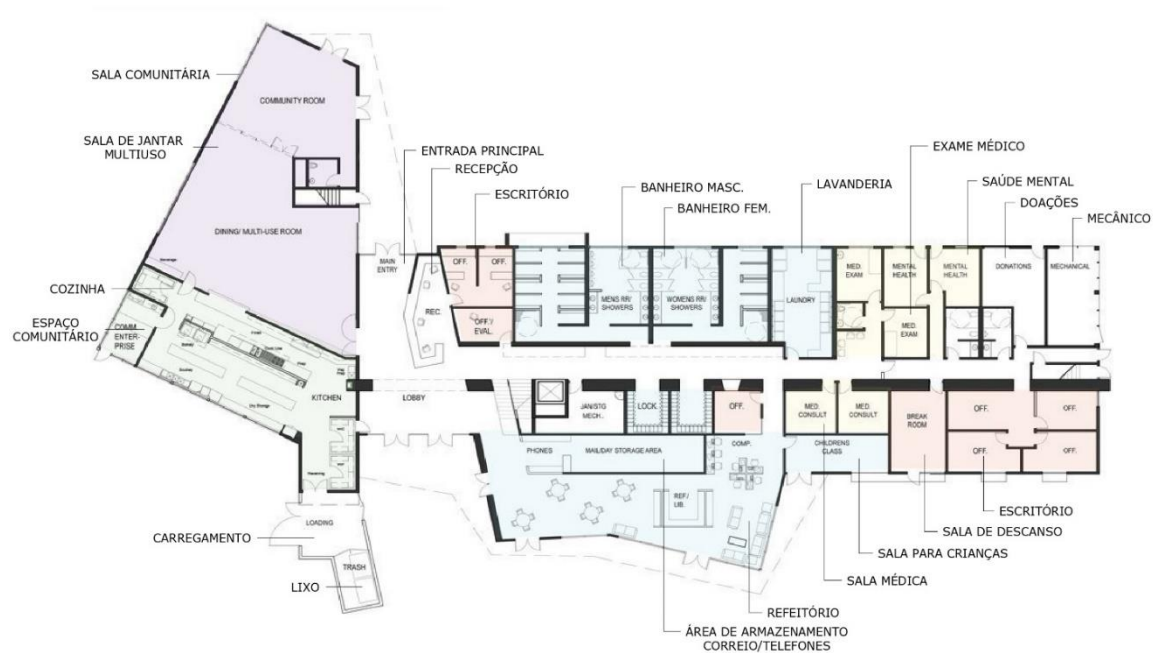 SALA COMUNITÁRIA
SALA DE JANTAR
MULTIUSO
COZINHA
ESPAÇO
COMUNITÁRIO
CARREGAMENTO
LIXO
ENTRADA PRINCIPAL
RECEPÇÃO
ESCRITÓRIO
BANHEIRO MASC.
BANHEIRO FEM.
LAVANDERIA
EXAME MÉDICO
SAÚDE MENTAL
DOAÇÕES
MECÂNICO
COMMUNITY ROOM
DINING/ MULTI-USE ROOM
MAIN
ENTRY
REC.
OFF.
OFF.
OFF./
EVAL.
MENS RR/
SHOWERS
WOMENS RR/
SHOWERS
LAUNDRY
MED.
EXAM
MENTAL
HEALTH
MENTAL
HEALTH
MED.
EXAM
DONATIONS
MECHANICAL
COMM.
ENTER-
PRISE
KITCHEN
LOBBY
JAN/STG
MECH.
LOCK.
OFF.
MED.
CONSULT
MED.
CONSULT
BREAK
ROOM
OFF.
OFF.
OFF.
OFF.
PHONES
MAIL/DAY STORAGE AREA
COMP.
CHILDRENS
CLASS
REF./
LIB.
LOADING
TRASH
ESCRITÓRIO
SALA DE DESCANSO
SALA PARA CRIANÇAS
SALA MÉDICA
REFEITÓRIO
ÁREA DE ARMAZENAMENTO
CORREIO/TELEFONES